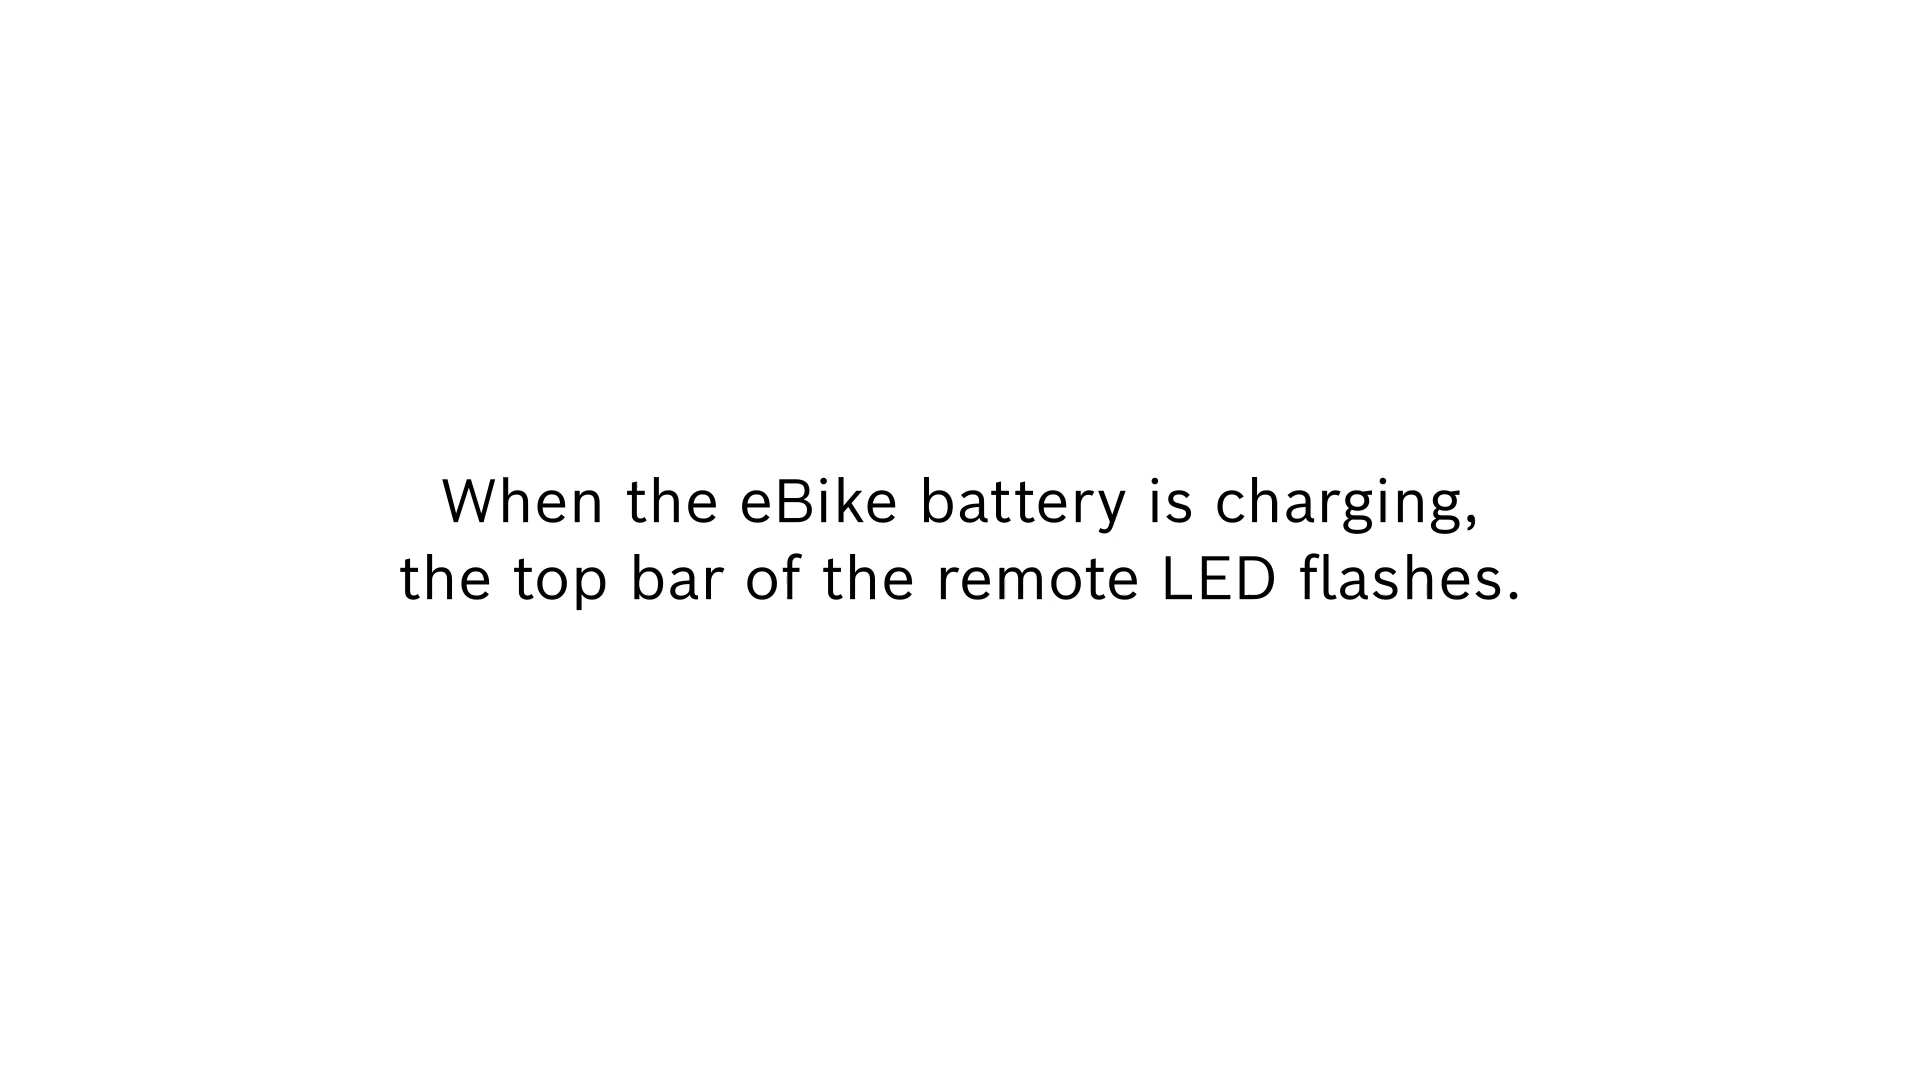 When the eBike battery is charging,
the top bar of the remote LED flashes.